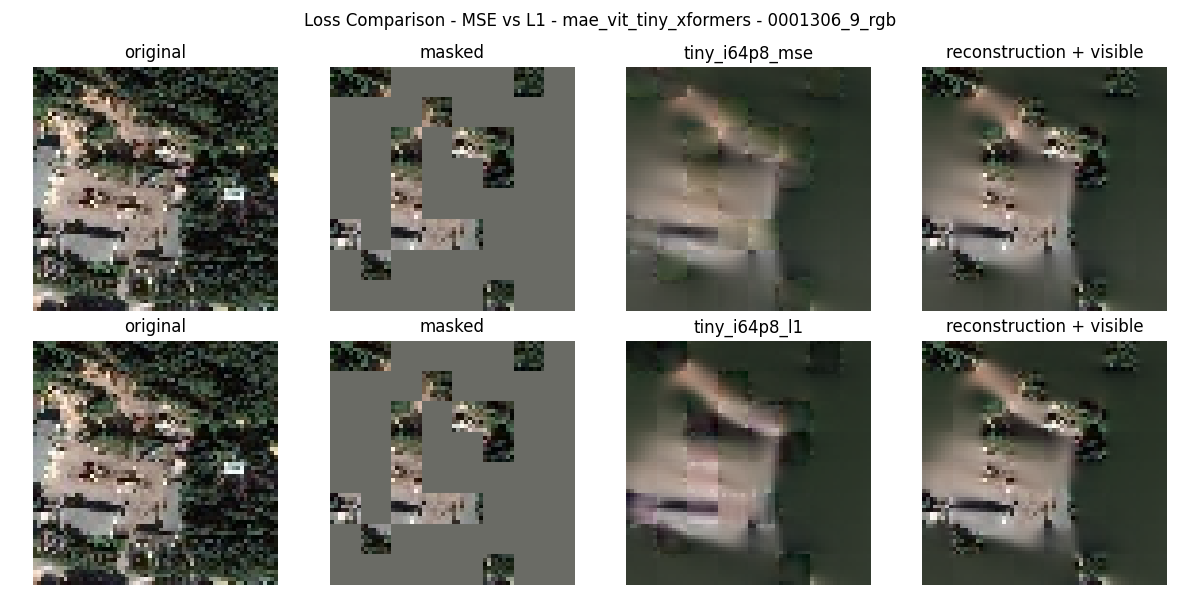 Loss Comparison - MSE vs L1 - mae_vit_tiny_xformers - 0001306_9_rgb
original
masked
tiny_i64p8_mse
reconstruction + visible
original
masked
tiny_i64p8_l1
reconstruction + visible